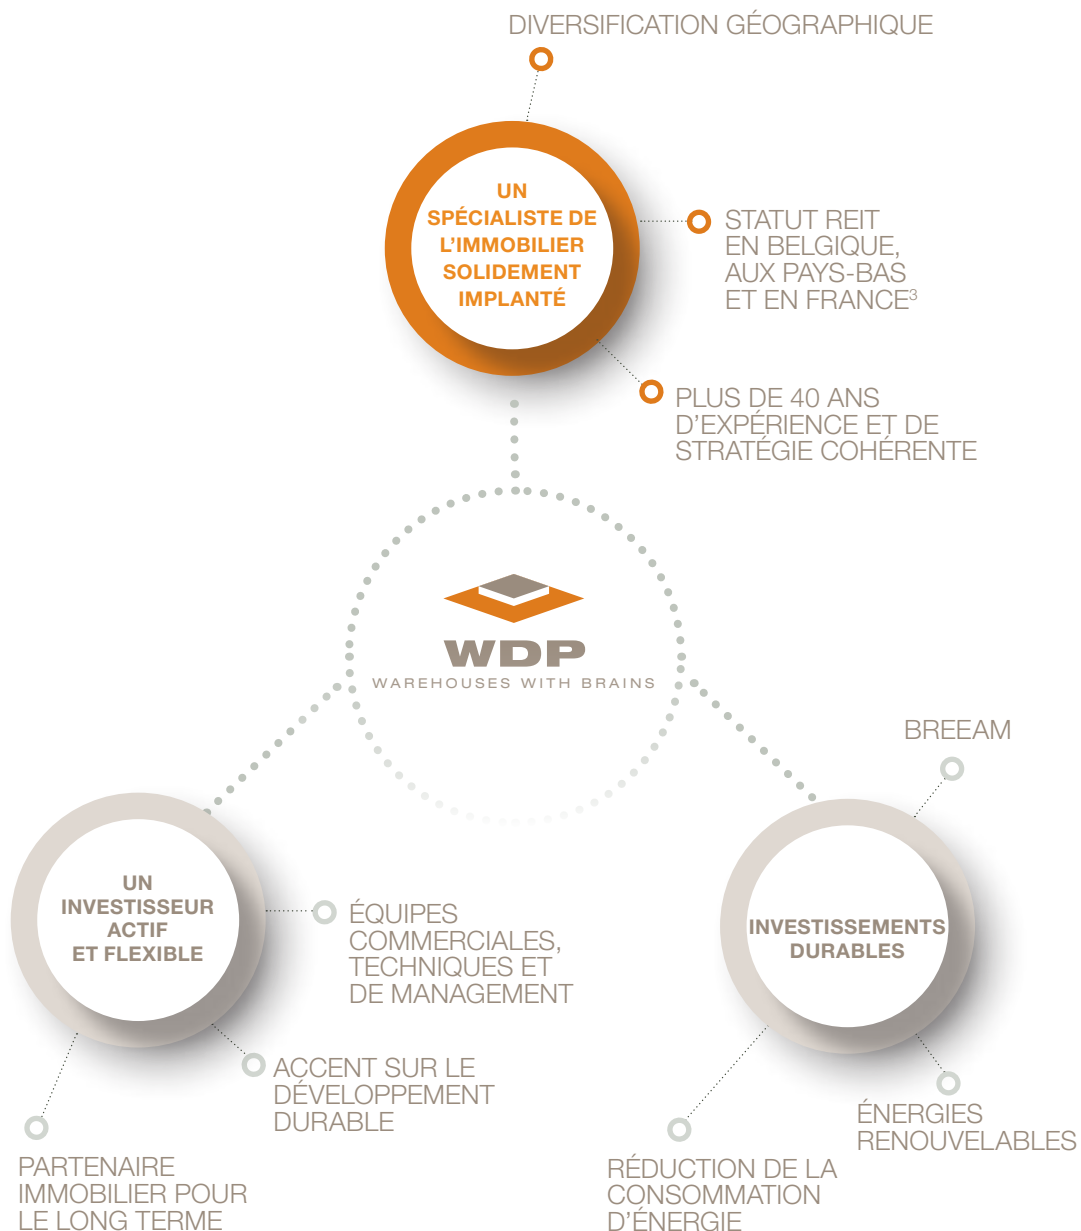 DIVERSIFICATION GÉOGRAPHIQUE
UN
SPÉCIALISTE DE
L’IMMOBILIER
SOLIDEMENT
IMPLANTÉ
STATUT REIT
EN BELGIQUE,
AUX PAYS-BAS
ET EN FRANCE³
PLUS DE 40 ANS
D’EXPÉRIENCE ET DE
STRATÉGIE COHÉRENTE
WDP
WAREHOUSES WITH BRAINS
UN
INVESTISSEUR
ACTIF
ET FLEXIBLE
ÉQUIPES
COMMERCIALES,
TECHNIQUES ET
DE MANAGEMENT
ACCENT SUR LE
DÉVELOPPEMENT
DURABLE
PARTENAIRE
IMMOBILIER POUR
LE LONG TERME
BREEAM
INVESTISSEMENTS
DURABLES
ÉNERGIES
RENOUVELABLES
RÉDUCTION DE LA
CONSOMMATION
D’ÉNERGIE